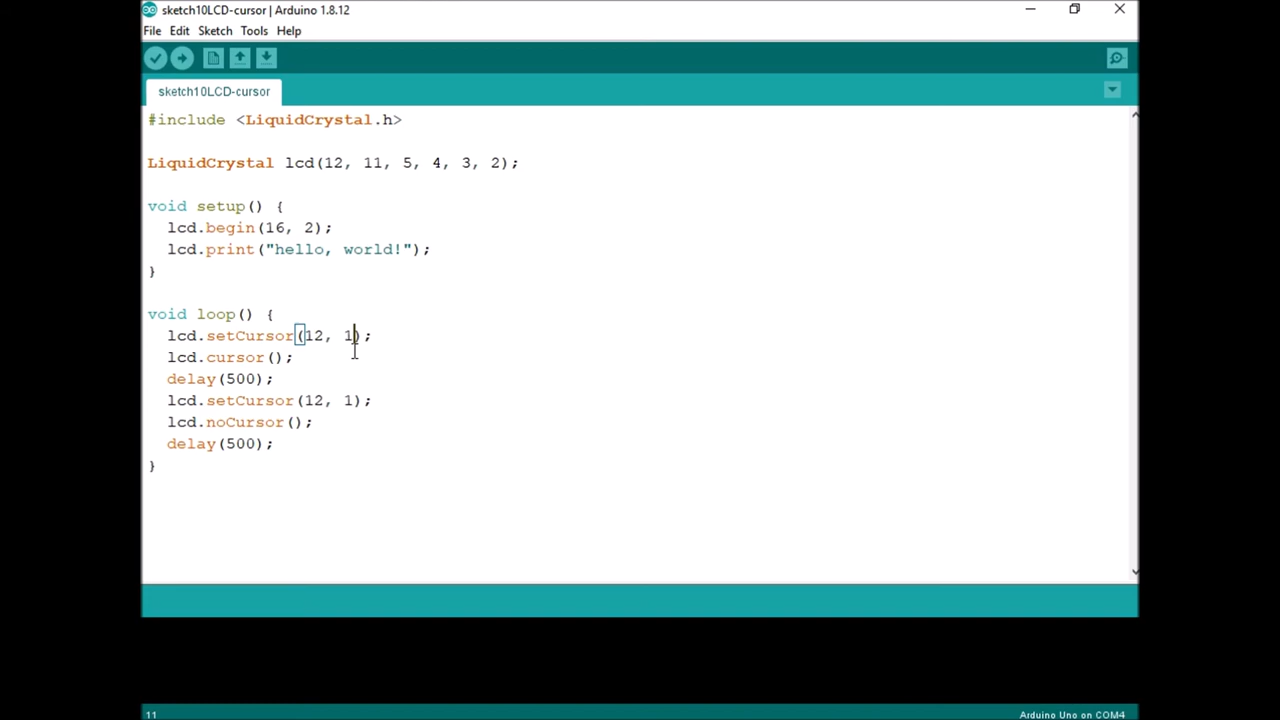 sketch10LCD-cursor | Arduino 1.8.12
File Edit Sketch Tools Help
sketch10LCD-cursor
#include <LiquidCrystal.h>
LiquidCrystal lcd(12, 11, 5, 4, 3, 2);
void setup() {
lcd.begin(16, 2);
lcd.print("hello, world!");
}
void loop() {
lcd.setCursor(12, 1);
lcd.cursor();
delay(500);
lcd.setCursor(12, 1);
lcd.noCursor();
delay(500);
}
11 Arduino Uno on COM4